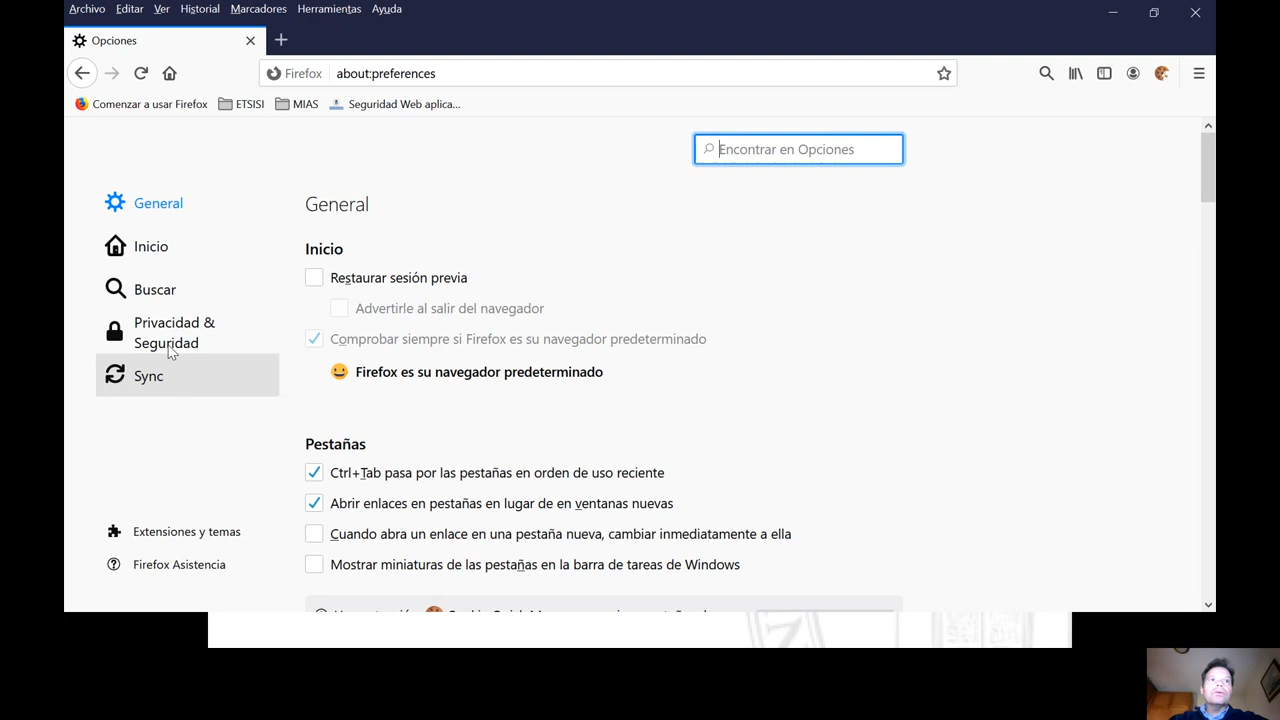 Archivo Editar Ver Historial Marcadores Herramientas Ayuda
Opciones
Firefox about:preferences
Comenzar a usar Firefox ETSISI MIAS Seguridad Web aplica...
Encontrar en Opciones
General
Inicio
Buscar
Privacidad &
Seguridad
Sync
Extensiones y temas
Firefox Asistencia
General
Inicio
Restaurar sesión previa
Advertirle al salir del navegador
Comprobar siempre si Firefox es su navegador predeterminado
Firefox es su navegador predeterminado
Pestañas
Ctrl+Tab pasa por las pestañas en orden de uso reciente
Abrir enlaces en pestañas en lugar de en ventanas nuevas
Cuando abra un enlace en una pestaña nueva, cambiar inmediatamente a ella
Mostrar miniaturas de las pestañas en la barra de tareas de Windows